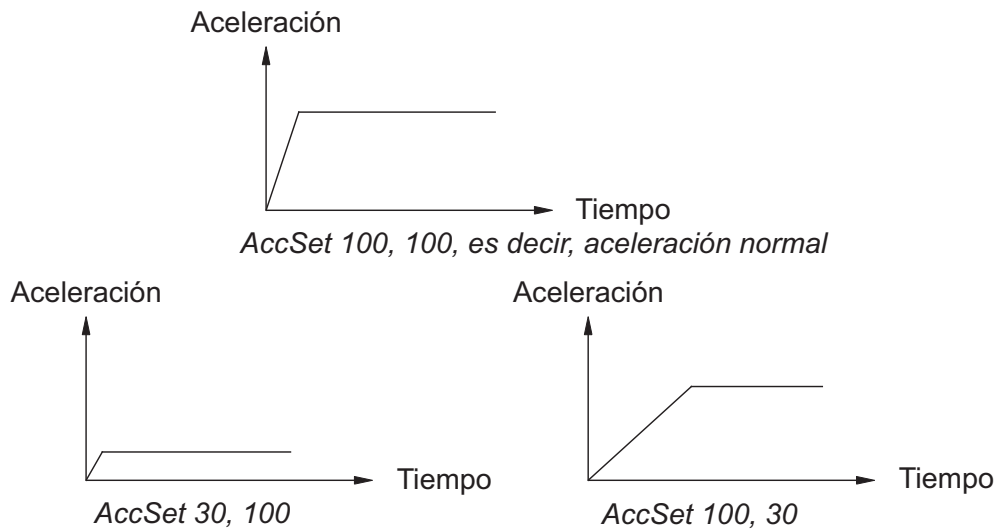 Aceleración
Tiempo
AccSet 100, 100, es decir, aceleración normal
Aceleración
Tiempo
AccSet 30, 100
Aceleración
Tiempo
AccSet 100, 30